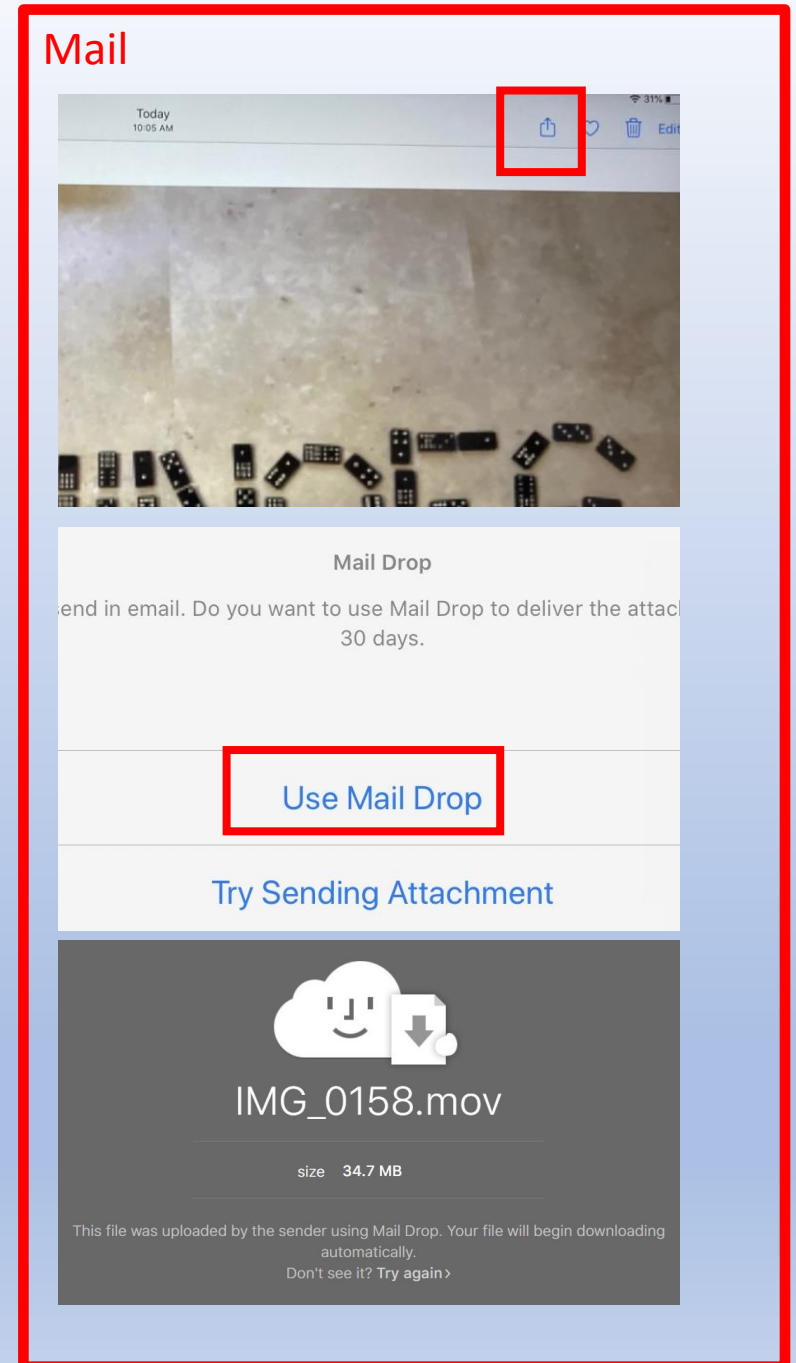 Mail
31%
Today
10:05 AM
Edit
Mail Drop
send in email. Do you want to use Mail Drop to deliver the attac
30 days.
Use Mail Drop
Try Sending Attachment
IMG_0158.mov
size 34.7 MB
This file was uploaded by the sender using Mail Drop. Your file will begin downloading
automatically.
Don't see it? Try again >